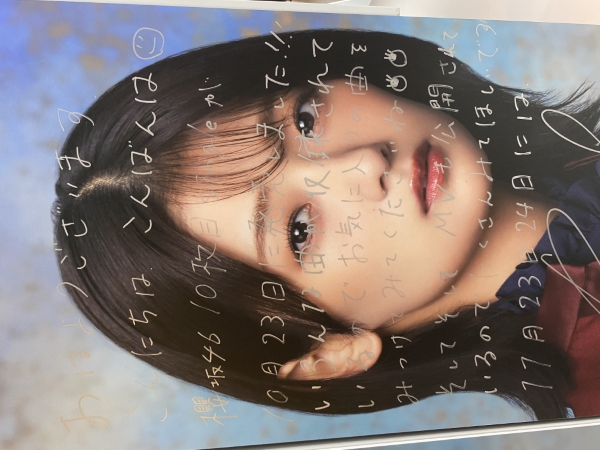 おはようございます.
こんにちは. こんばんは
櫻坂46 10枚目 Singleが
10月23日に発売しました!!!
いろんな曲が収録されて
いるのでお気に入りの曲を
みつけてみてくださいね
そしてそして MVも公開されて
いるので たくさんみてほしいです
11月23日 24日には.